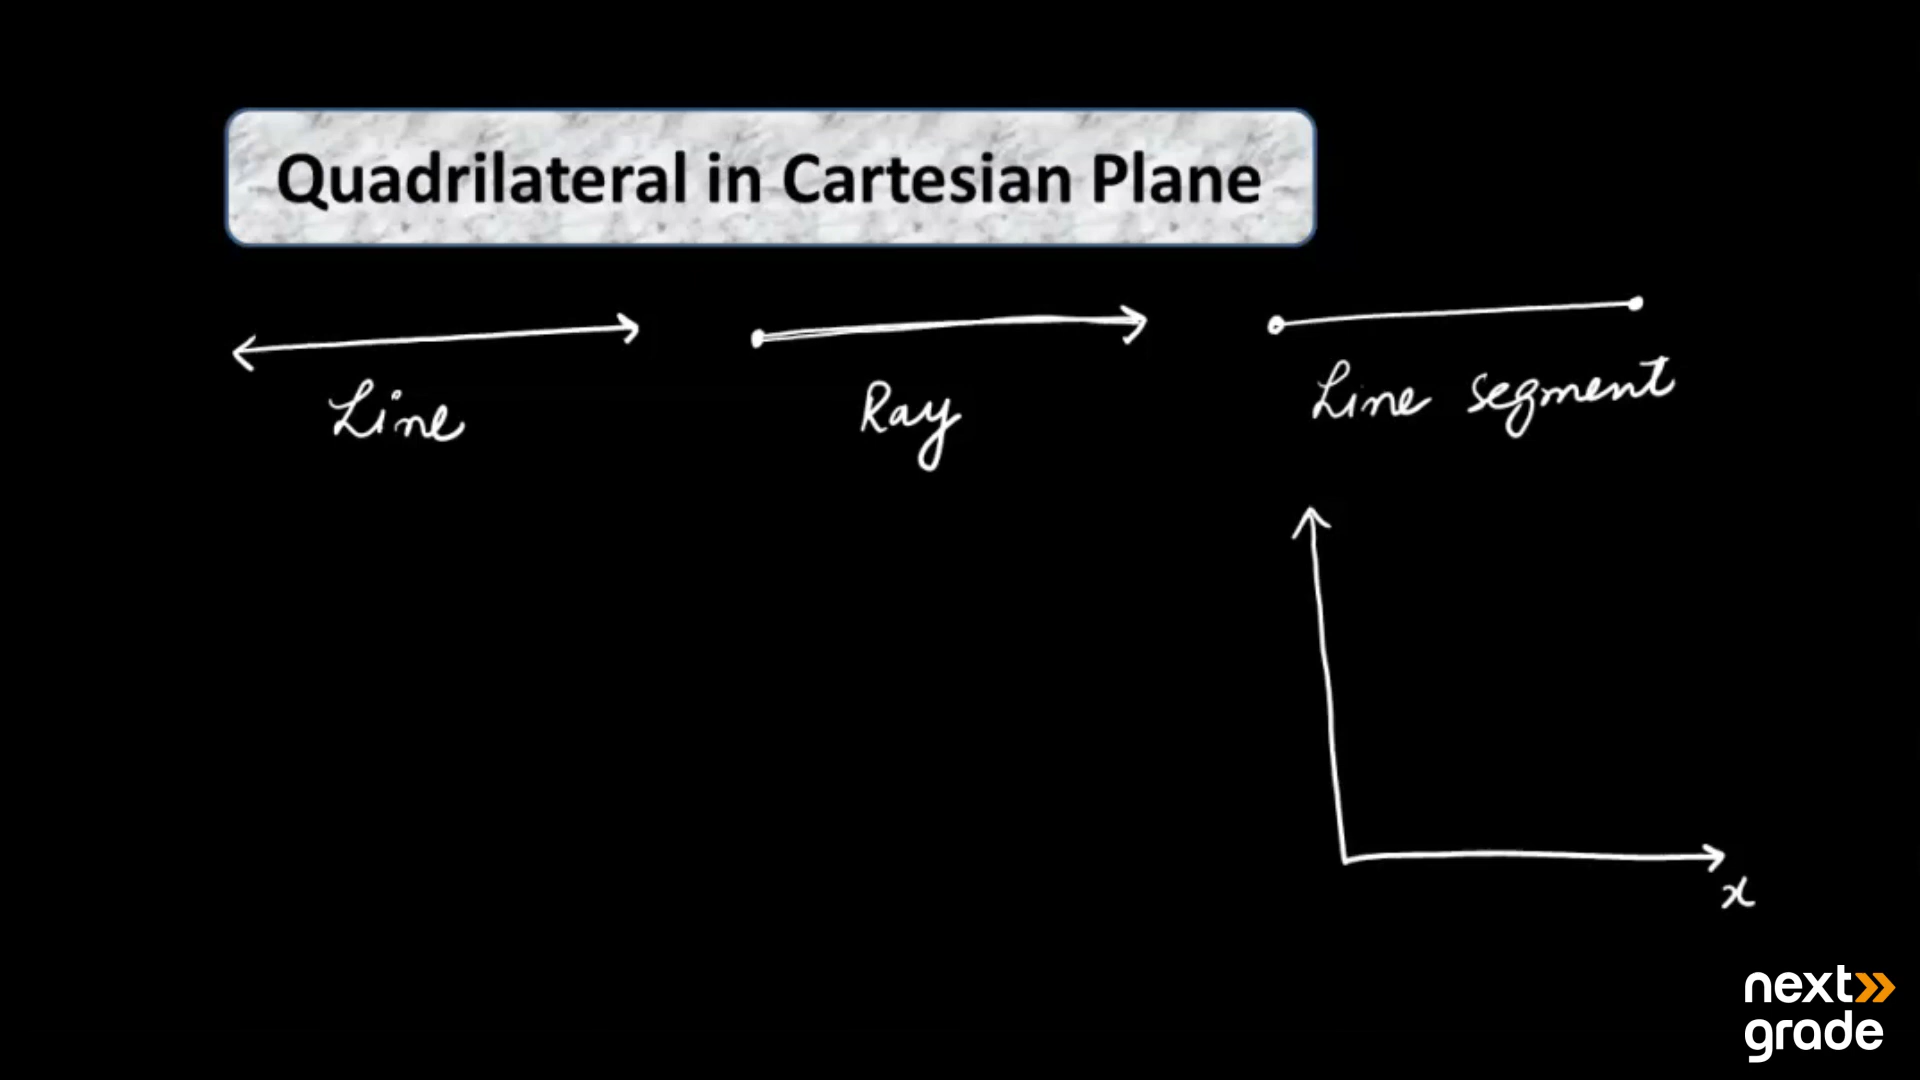 Quadrilateral in Cartesian Plane
Line
Ray
Line segment
x
next
grade